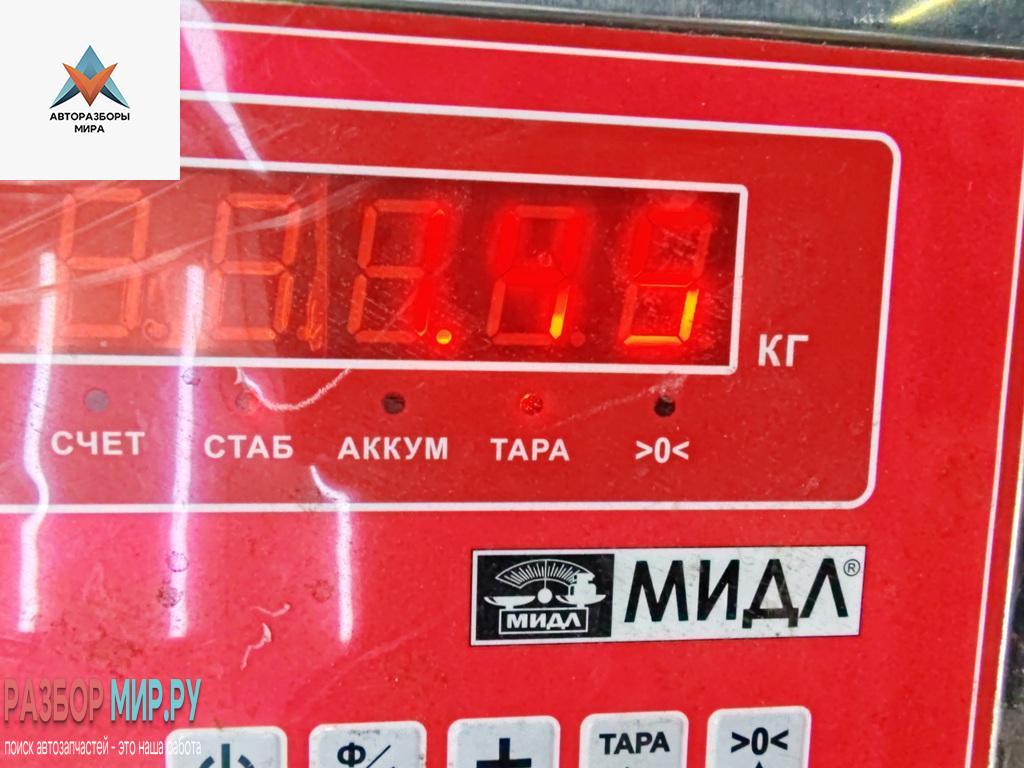 АВТОРАЗБОРЫ
МИРА
КГ
СЧЕТ СТАБ АККУМ ТАРА >0<
МИДЛ МИДЛ®
РАЗБОР МИР.РУ
поиск автозапчастей - это наша работа
Ф/ + ТАРА >0<